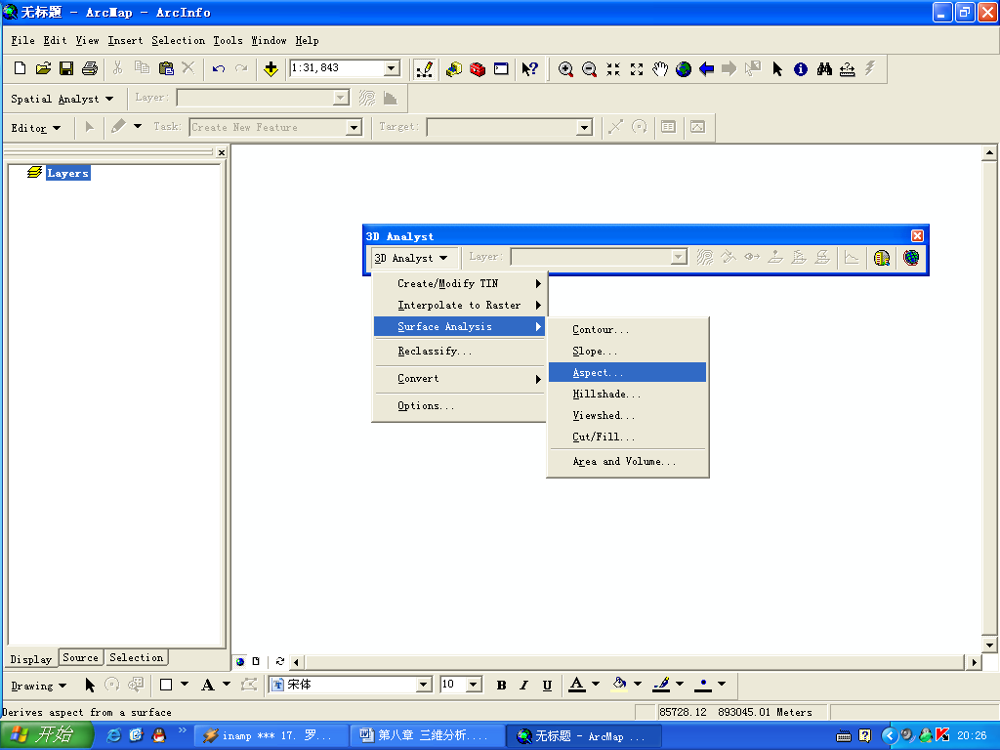 无标题 - ArcMap - ArcInfo
File Edit View Insert Selection Tools Window Help
1:31,843
Spatial Analyst Layer:
Editor Task: Create New Feature Target:
Layers
3D Analyst
3D Analyst Layer:
Create/Modify TIN
Interpolate to Raster
Surface Analysis
Reclassify...
Convert
Options...
Contour...
Slope...
Aspect...
Hillshade...
Viewshed...
Cut/Fill...
Area and Volume...
Display Source Selection
Drawing A 宋体 10 B I U A
Derives aspect from a surface 85728.12 893045.01 Meters
开始 inamp *** 17. 罗... 第八章 三维分析.... 无标题 - ArcMap ... 20:26